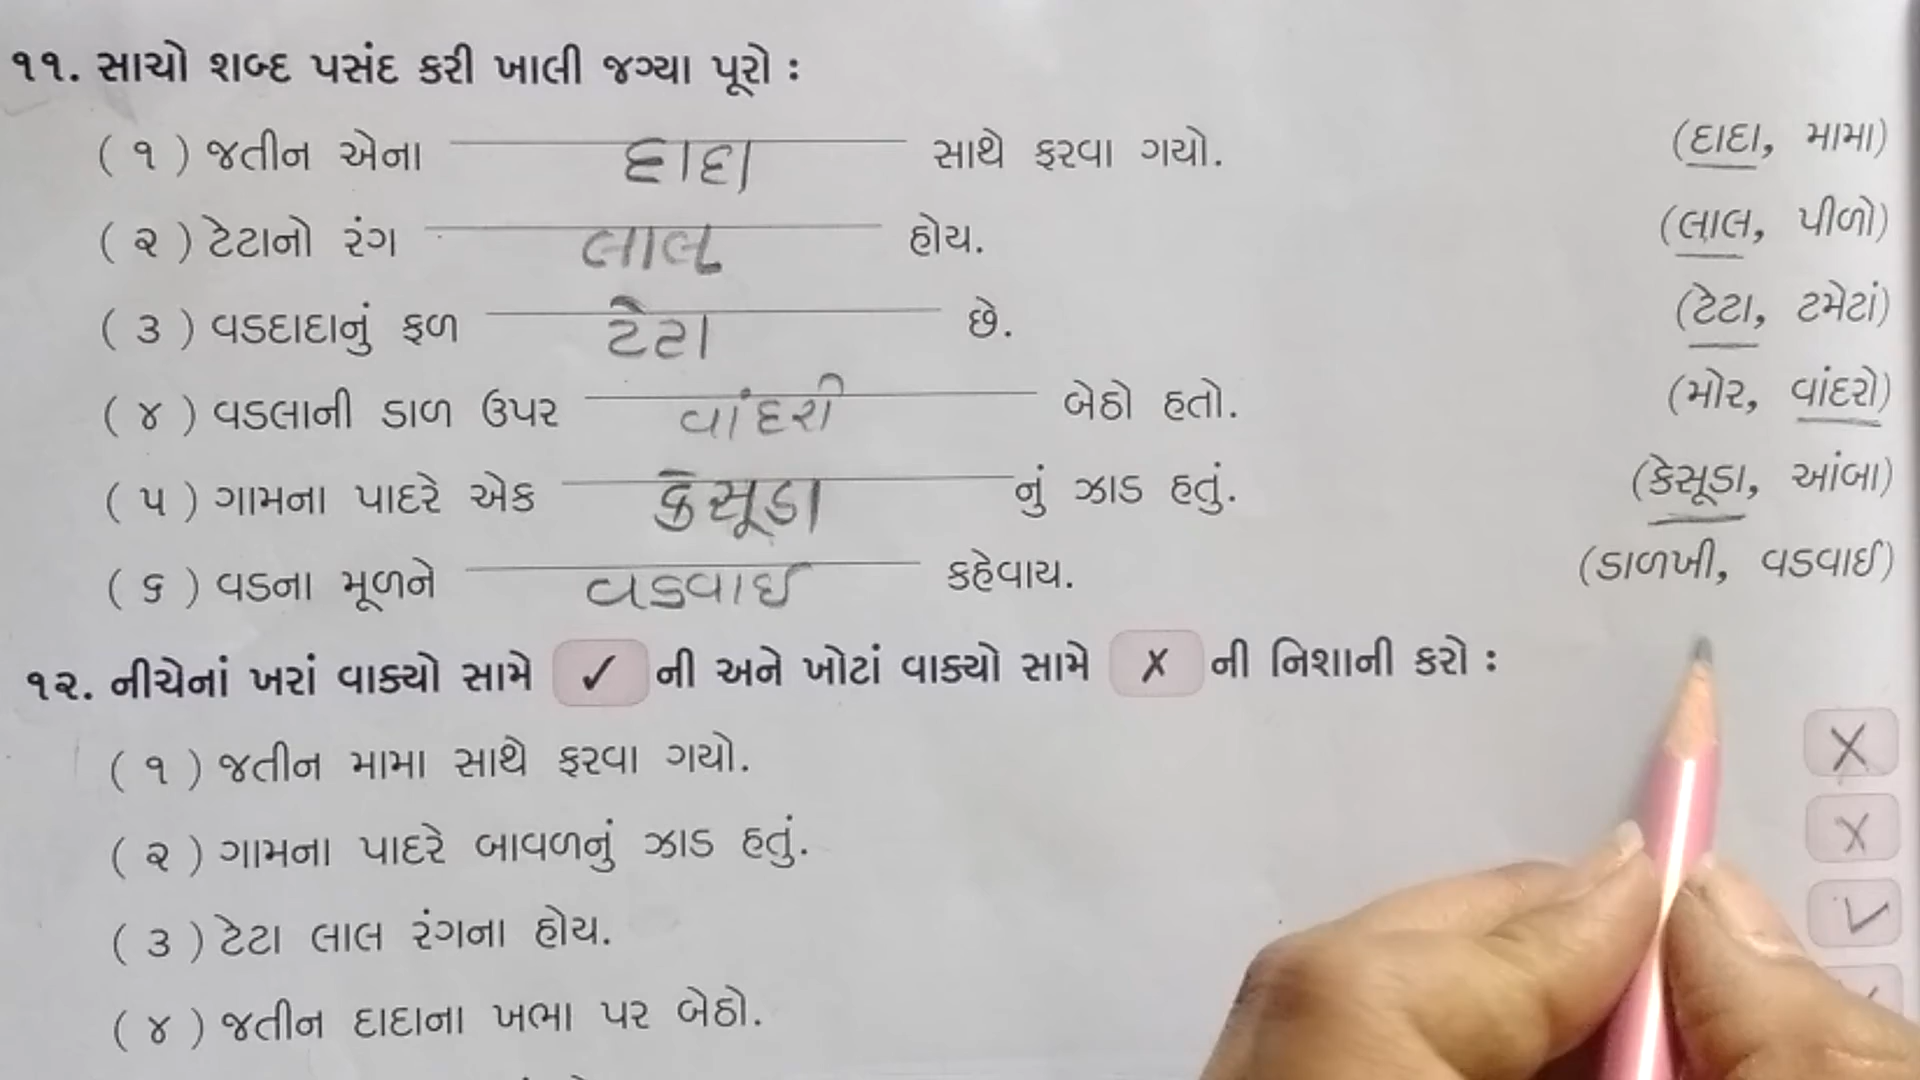 ૧૧. સાચો શબ્દ પસંદ કરી ખાલી જગ્યા પૂરો :
(૧) જતીન એના દાદા સાથે ફરવા ગયો. (દાદા, મામા)
(૨) ટેટાનો રંગ લાલ હોય. (લાલ, પીળો)
(૩) વડદાદાનું ફળ ટેટા છે. (ટેટા, ટમેટાં)
(૪) વડલાની ડાળ ઉપર વાંદરો બેઠો હતો. (મોર, વાંદરો)
(૫) ગામના પાદરે એક કેસૂડા નું ઝાડ હતું. (કેસૂડા, આંબા)
(૬) વડના મૂળને વડવાઈ કહેવાય. (ડાળખી, વડવાઈ)
૧૨. નીચેનાં ખરાં વાક્યો સામે ✓ ની અને ખોટાં વાક્યો સામે ✗ ની નિશાની કરો :
(૧) જતીન મામા સાથે ફરવા ગયો. ✗
(૨) ગામના પાદરે બાવળનું ઝાડ હતું. ✗
(૩) ટેટા લાલ રંગના હોય. ✓
(૪) જતીન દાદાના ખભા પર બેઠો.